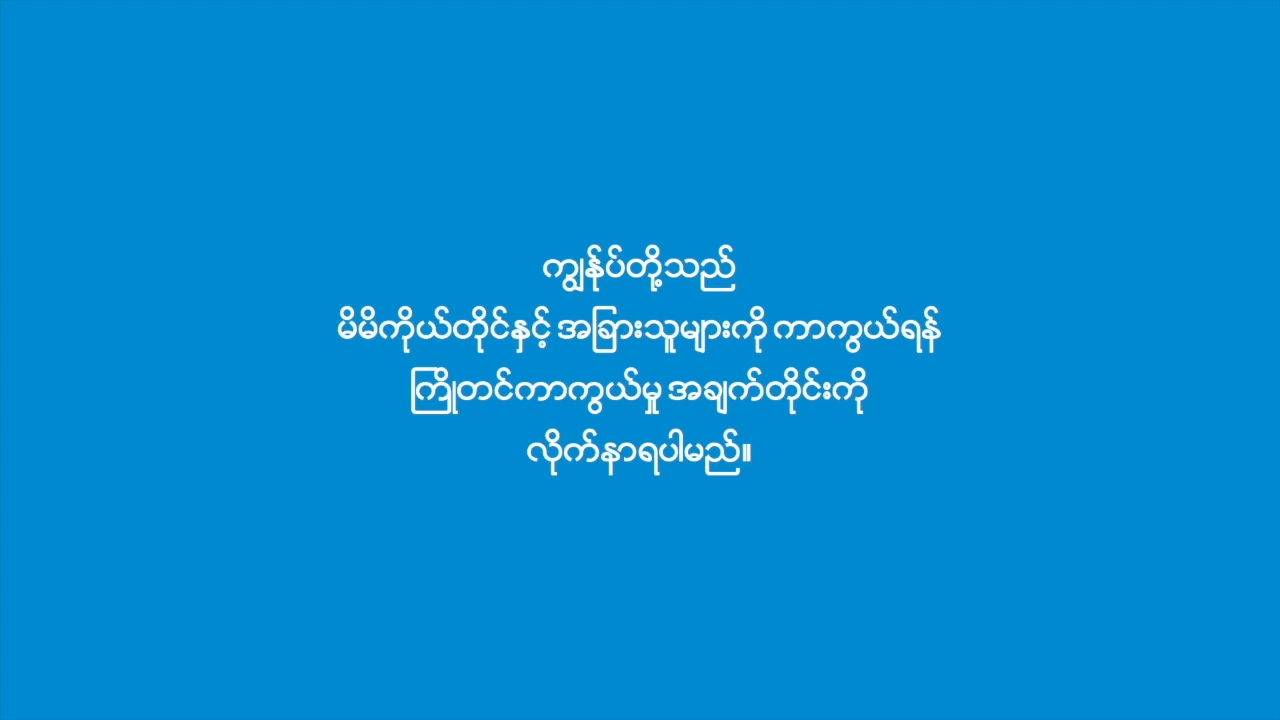 ကျွန်ုပ်တို့သည်
မိမိကိုယ်တိုင်နှင့် အခြားသူများကို ကာကွယ်ရန်
ကြိုတင်ကာကွယ်မှု အချက်တိုင်းကို
လိုက်နာရပါမည်။